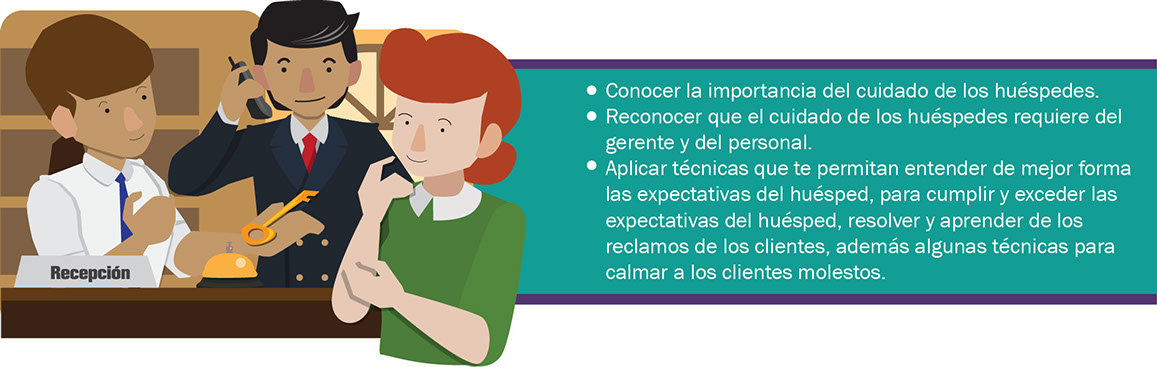 Recepción
● Conocer la importancia del cuidado de los huéspedes.
● Reconocer que el cuidado de los huéspedes requiere del
gerente y del personal.
● Aplicar técnicas que te permitan entender de mejor forma
las expectativas del huésped, para cumplir y exceder las
expectativas del huésped, resolver y aprender de los
reclamos de los clientes, además algunas técnicas para
calmar a los clientes molestos.